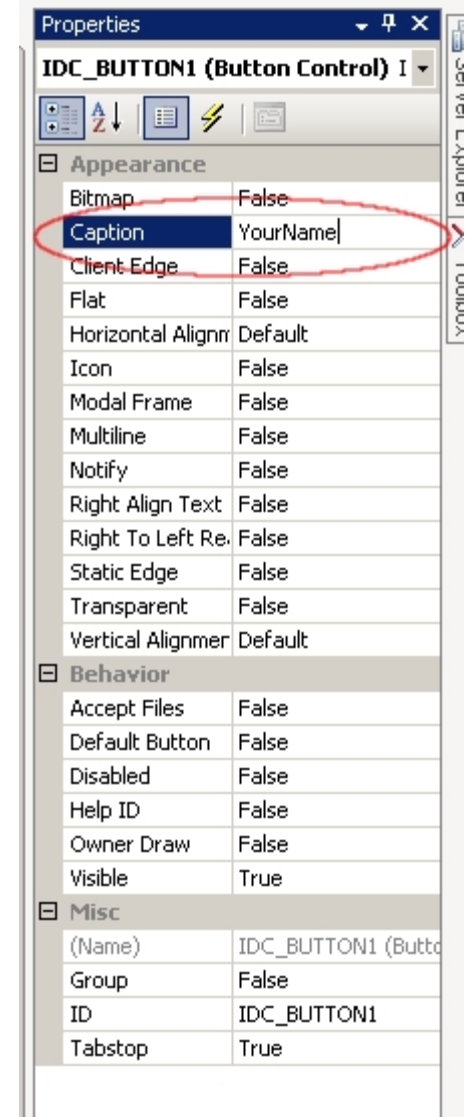 Properties
IDC_BUTTON1 (Button Control) I
Appearance
Bitmap False
Caption YourName
Client Edge False
Flat False
Horizontal Alignm Default
Icon False
Modal Frame False
Multiline False
Notify False
Right Align Text False
Right To Left Re False
Static Edge False
Transparent False
Vertical Alignmen Default
Behavior
Accept Files False
Default Button False
Disabled False
Help ID False
Owner Draw False
Visible True
Misc
(Name) IDC_BUTTON1 (Butto
Group False
ID IDC_BUTTON1
Tabstop True
Server Explorer
Toolbox